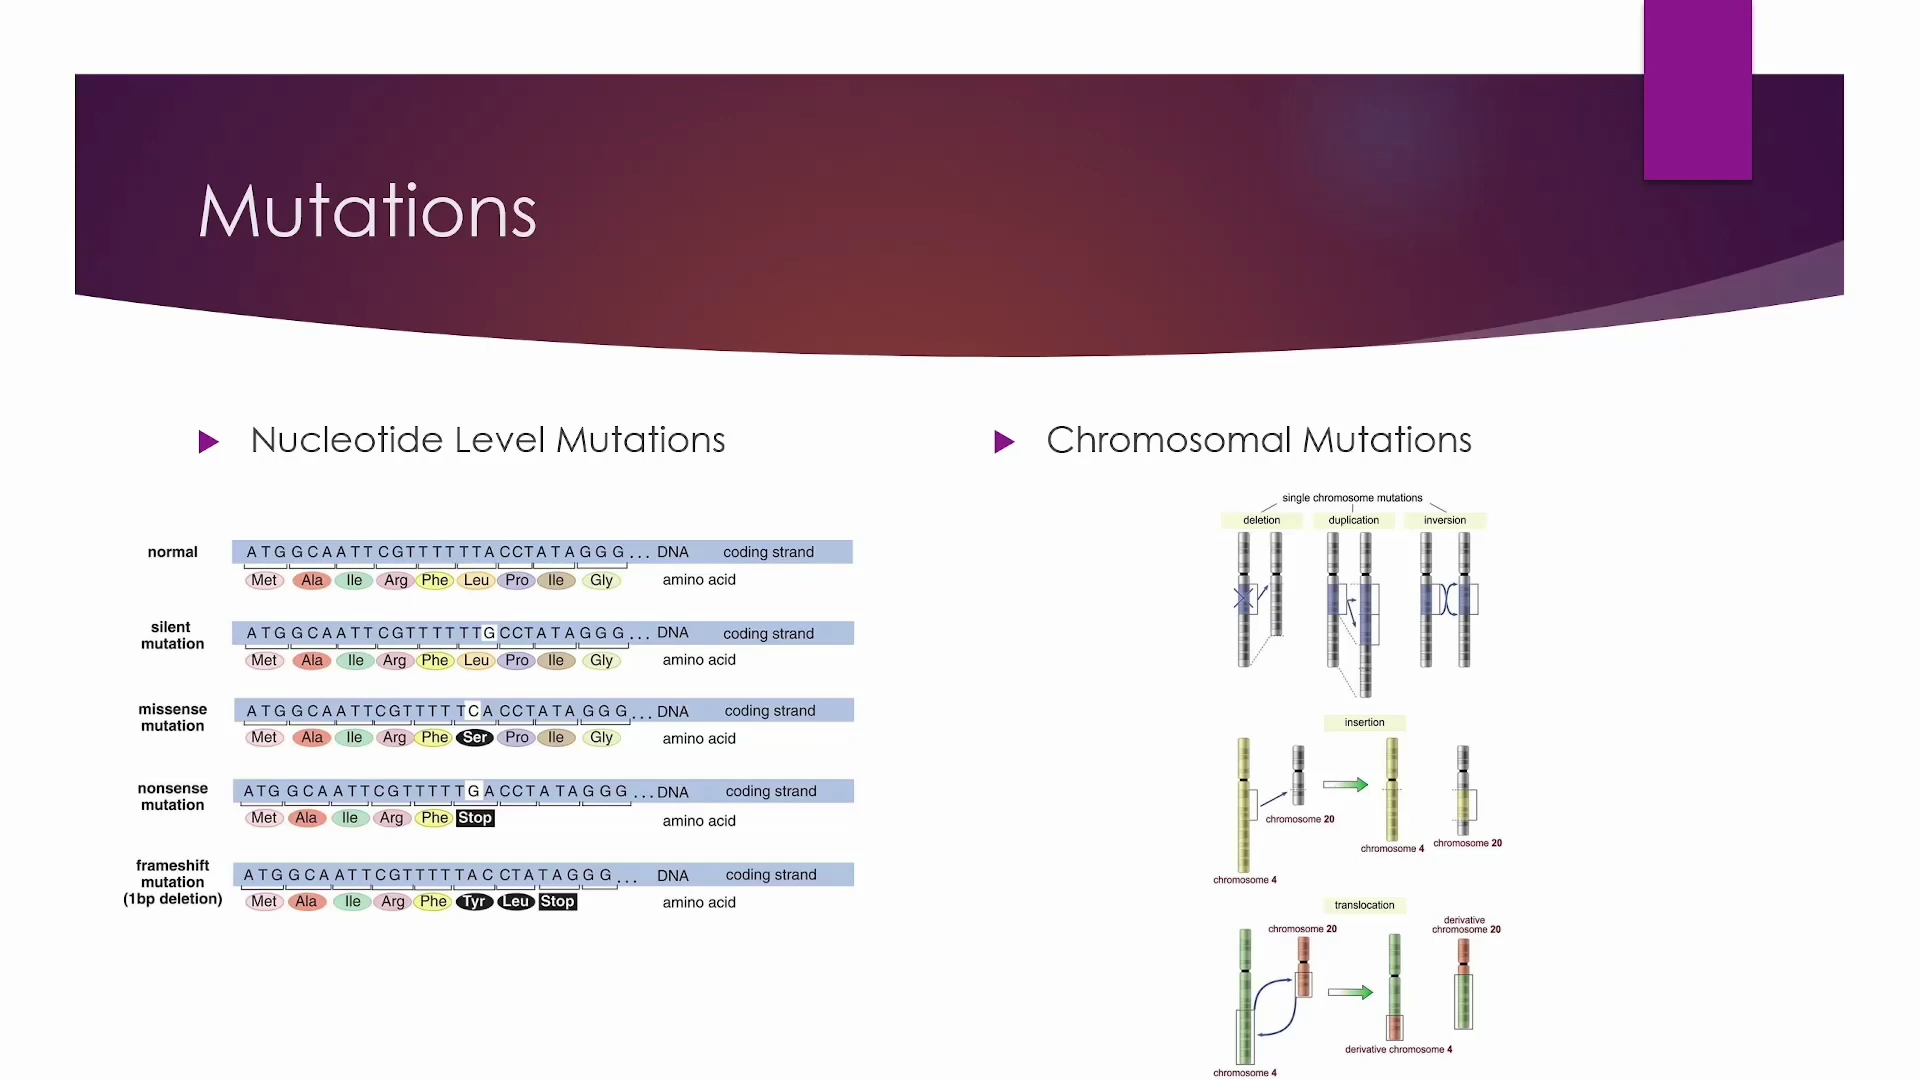 Mutations
Nucleotide Level Mutations
normal
A T G G C A A T T C G T T T T T T A C C T A T A G G G . . . DNA coding strand
Met Ala Ile Arg Phe Leu Pro Ile Gly amino acid
silent
mutation
A T G G C A A T T C G T T T T T T G C C T A T A G G G . . . DNA coding strand
Met Ala Ile Arg Phe Leu Pro Ile Gly amino acid
missense
mutation
A T G G C A A T T C G T T T T T C A C C T A T A G G G . . . DNA coding strand
Met Ala Ile Arg Phe Ser Pro Ile Gly amino acid
nonsense
mutation
A T G G C A A T T C G T T T T T G A C C T A T A G G G . . . DNA coding strand
Met Ala Ile Arg Phe Stop amino acid
frameshift
mutation
(1bp deletion)
A T G G C A A T T C G T T T T T A C C T A T A G G G . . . DNA coding strand
Met Ala Ile Arg Phe Tyr Leu Stop amino acid
Chromosomal Mutations
single chromosome mutations
deletion duplication inversion
insertion
chromosome 20
chromosome 4
chromosome 4
chromosome 20
translocation
chromosome 20
chromosome 4
derivative
chromosome 20
derivative chromosome 4